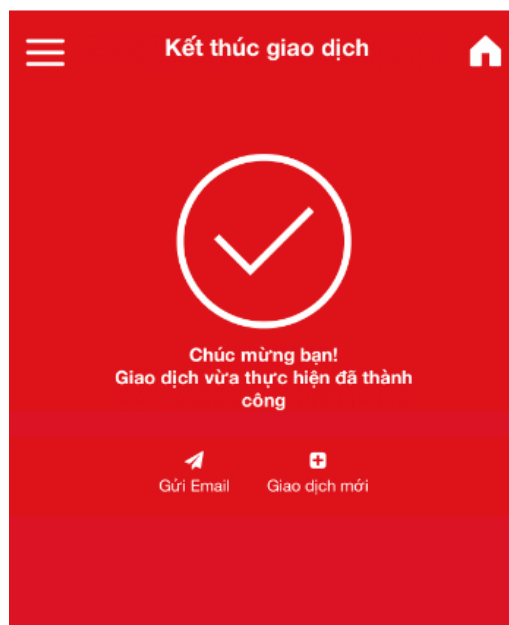 Kết thúc giao dịch
Chúc mừng bạn!
Giao dịch vừa thực hiện đã thành
công
Gửi Email
Giao dịch mới